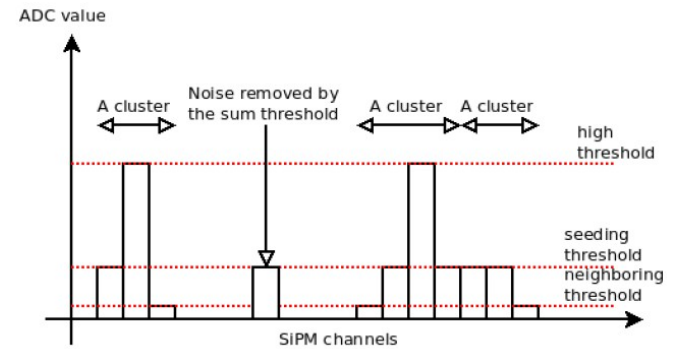 ADC value
Noise removed by
the sum threshold
A cluster
A cluster
A cluster
high
threshold
seeding
threshold
neighboring
threshold
SiPM channels